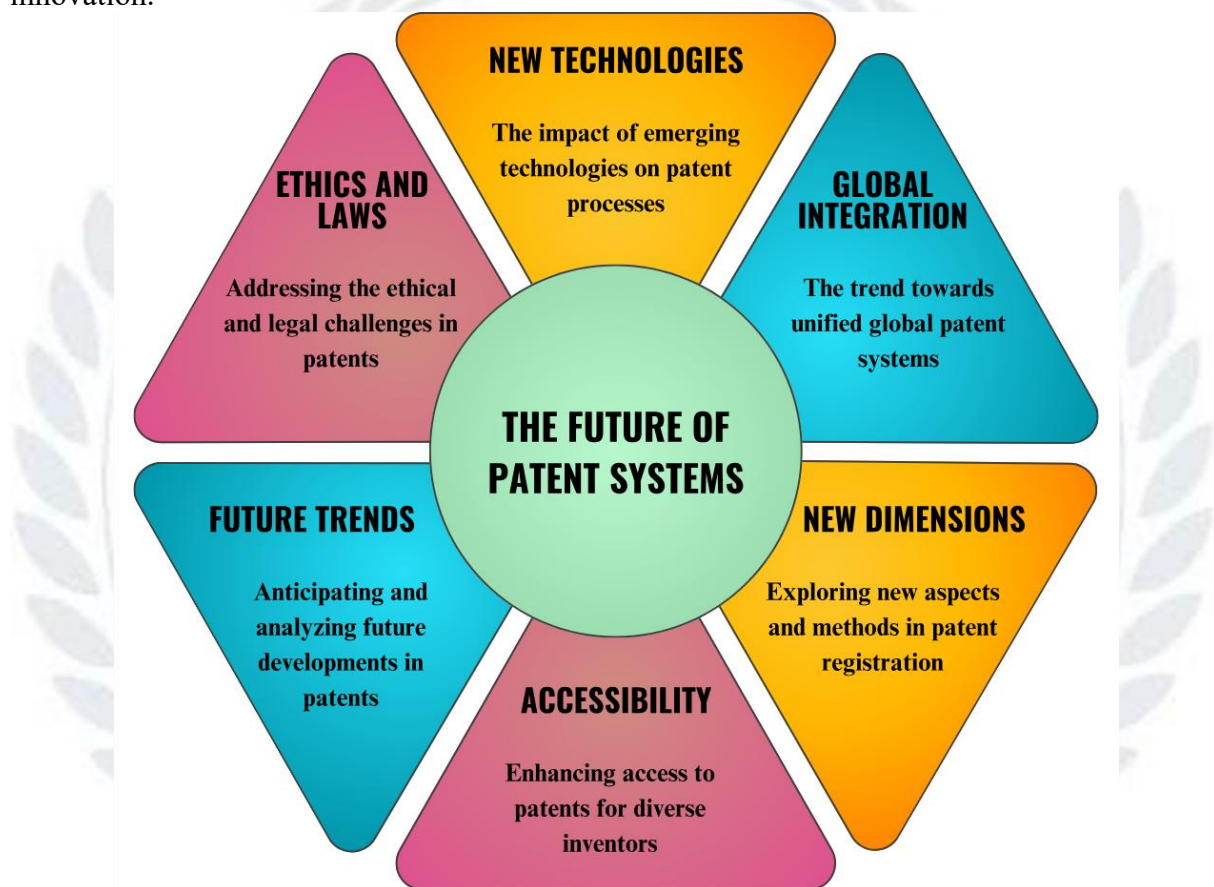 innovation.
NEW TECHNOLOGIES
The impact of emerging
technologies on patent
processes
ETHICS AND
LAWS
Addressing the ethical
and legal challenges in
patents
GLOBAL
INTEGRATION
The trend towards
unified global patent
systems
THE FUTURE OF
PATENT SYSTEMS
FUTURE TRENDS
Anticipating and
analyzing future
developments in
patents
NEW DIMENSIONS
Exploring new aspects
and methods in patent
registration
ACCESSIBILITY
Enhancing access to
patents for diverse
inventors